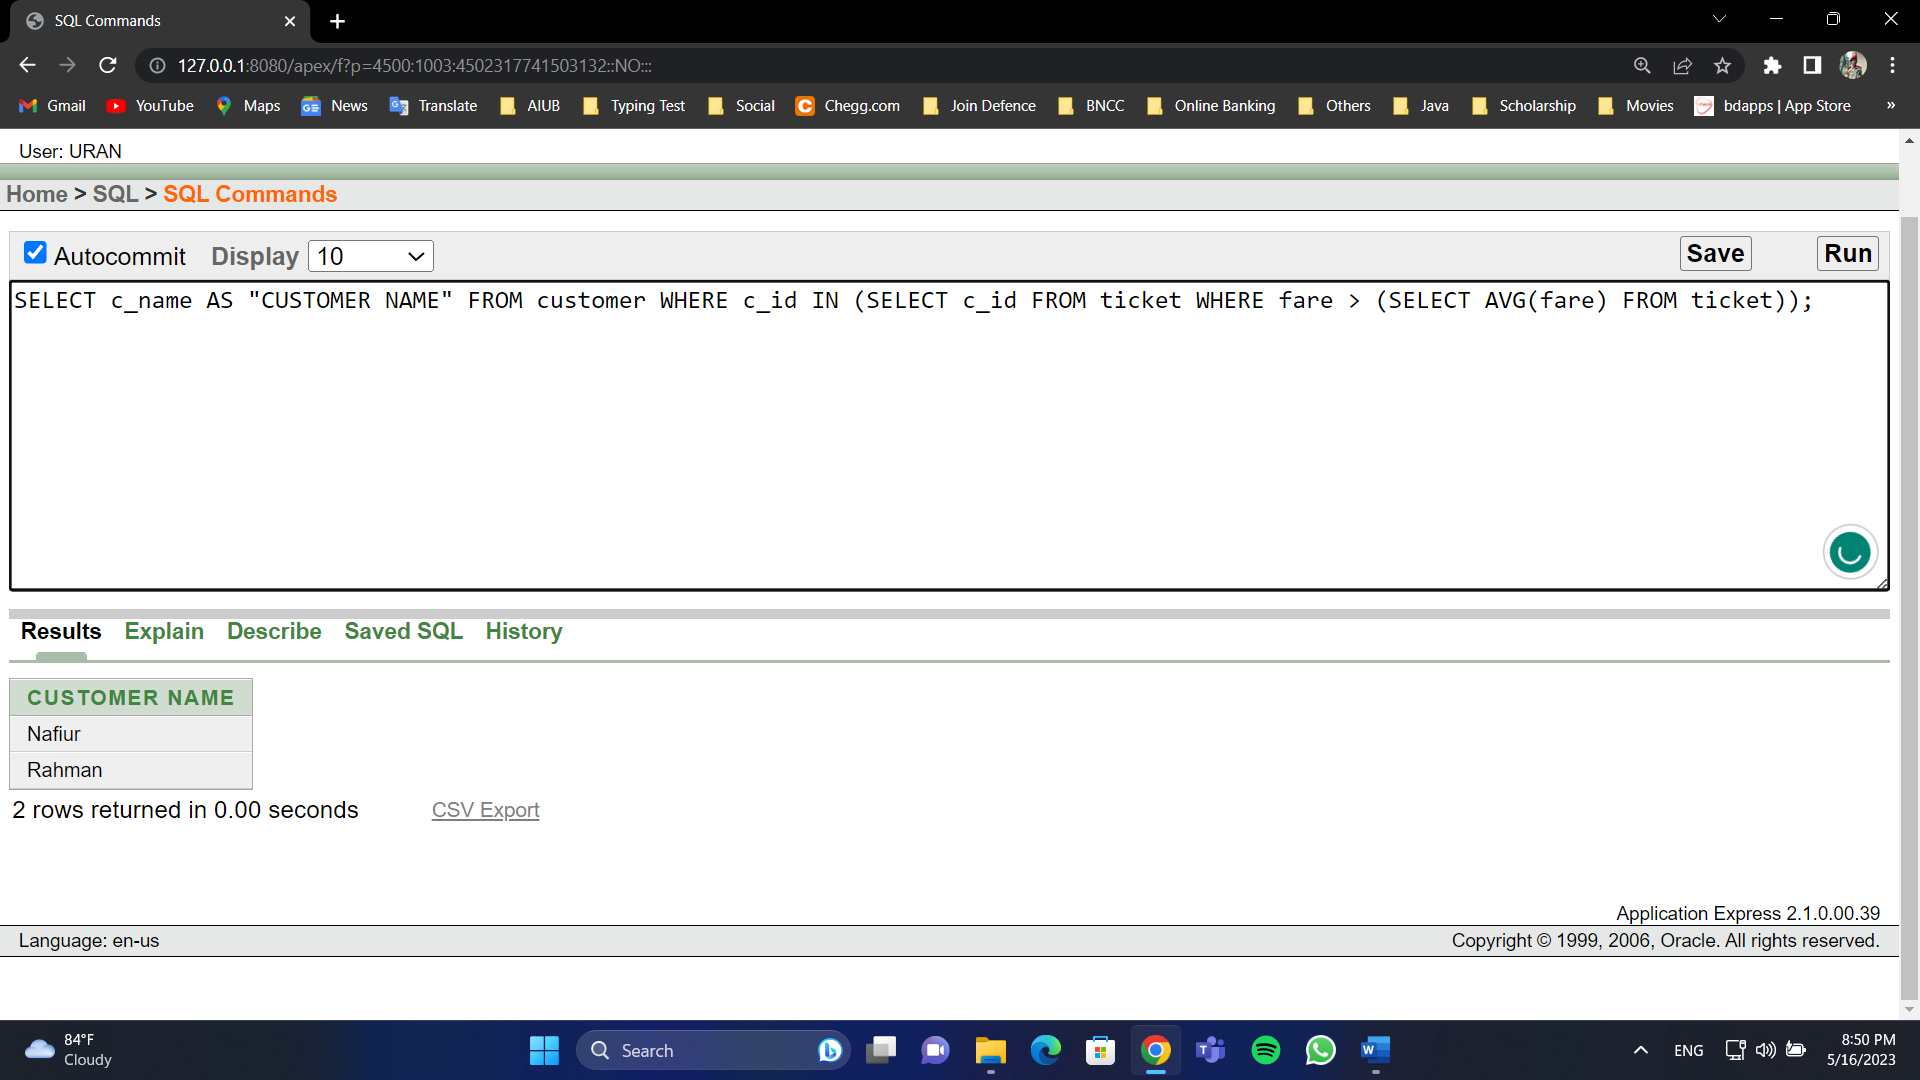 SQL Commands
127.0.0.1:8080/apex/f?p=4500:1003:4502317741503132::NO:::
Gmail YouTube Maps News Translate AIUB Typing Test Social Chegg.com Join Defence BNCC Online Banking Others Java Scholarship Movies bdapps | App Store »
User: URAN
Home > SQL > SQL Commands
Autocommit Display 10 Save Run
SELECT c_name AS "CUSTOMER NAME" FROM customer WHERE c_id IN (SELECT c_id FROM ticket WHERE fare > (SELECT AVG(fare) FROM ticket));
Results Explain Describe Saved SQL History
CUSTOMER NAME
Nafiur
Rahman
2 rows returned in 0.00 seconds CSV Export
Application Express 2.1.0.00.39
Language: en-us Copyright © 1999, 2006, Oracle. All rights reserved.
84°F
Cloudy
Search
ENG
8:50 PM
5/16/2023